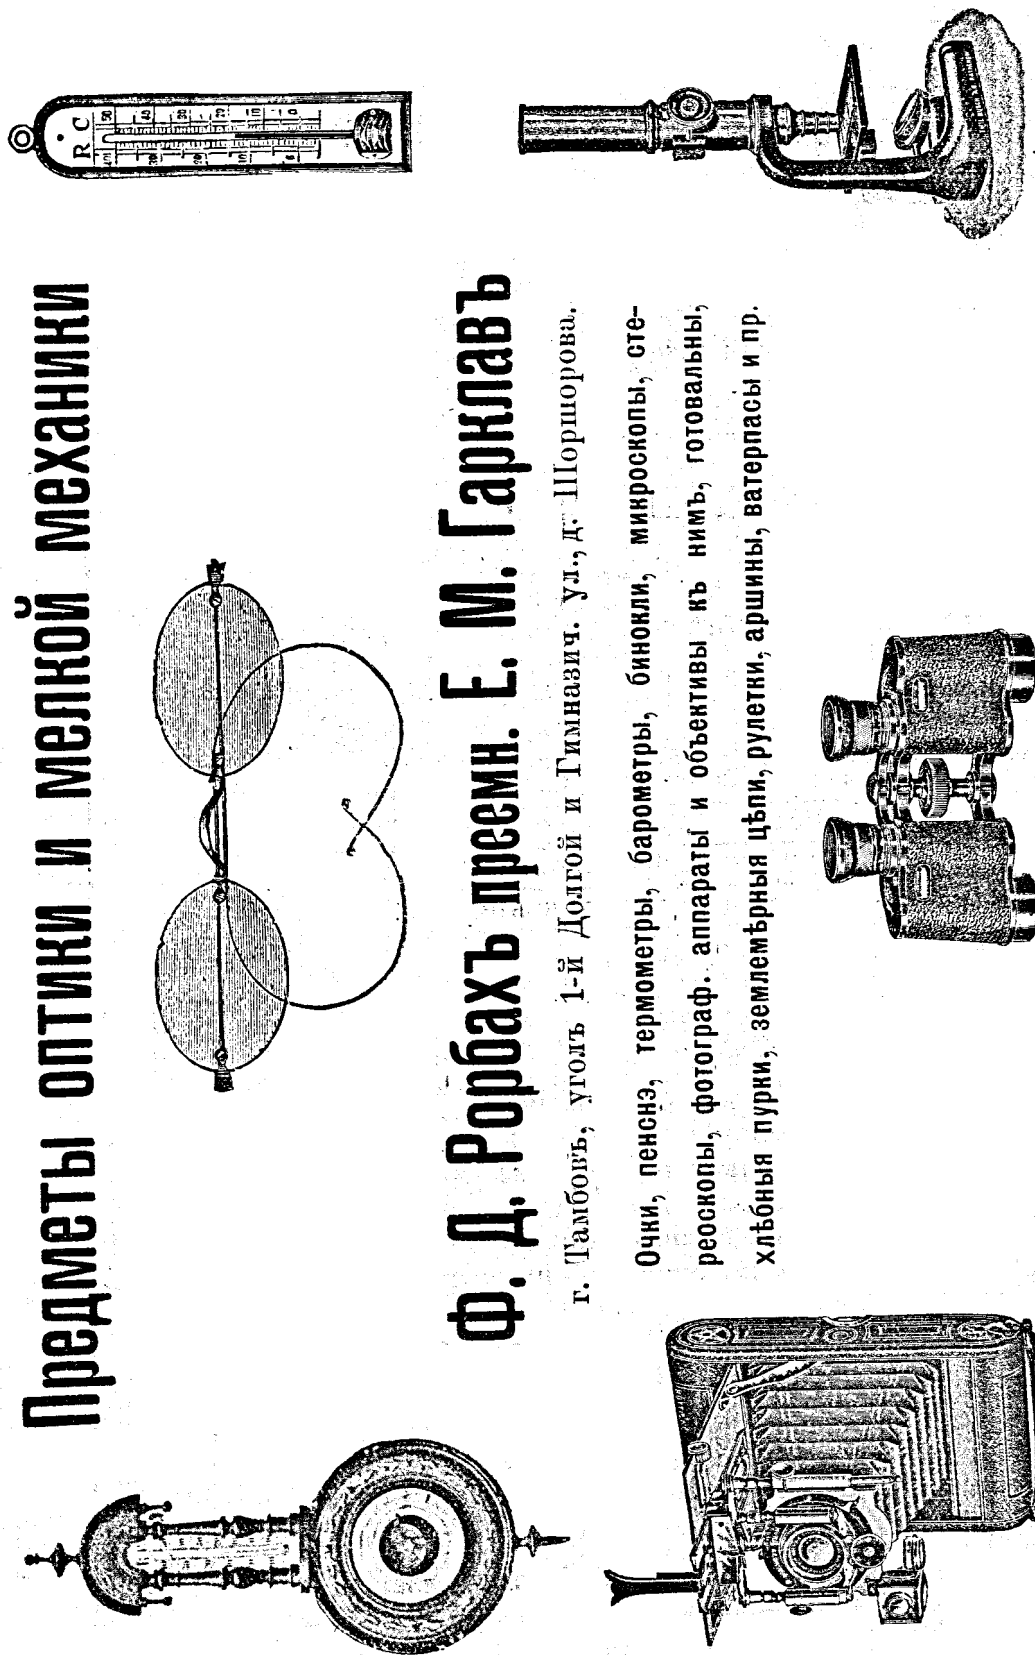 Предметы оптики и мелкой механики
Ф. Д. Рорбахъ преемн. Е. М. Гарклавъ
г. Тамбовъ, уголъ 1-й Долгой и Гимназич. ул., д. Шоршорова.
Очки, пенснэ, термометры, барометры, бинокли, микроскопы, сте-
реоскопы, фотограф. аппараты и объективы къ нимъ, готовальны,
хлѣбныя пурки, землемѣрныя цѣпи, рулетки, аршины, ватерпасы и пр.
R C